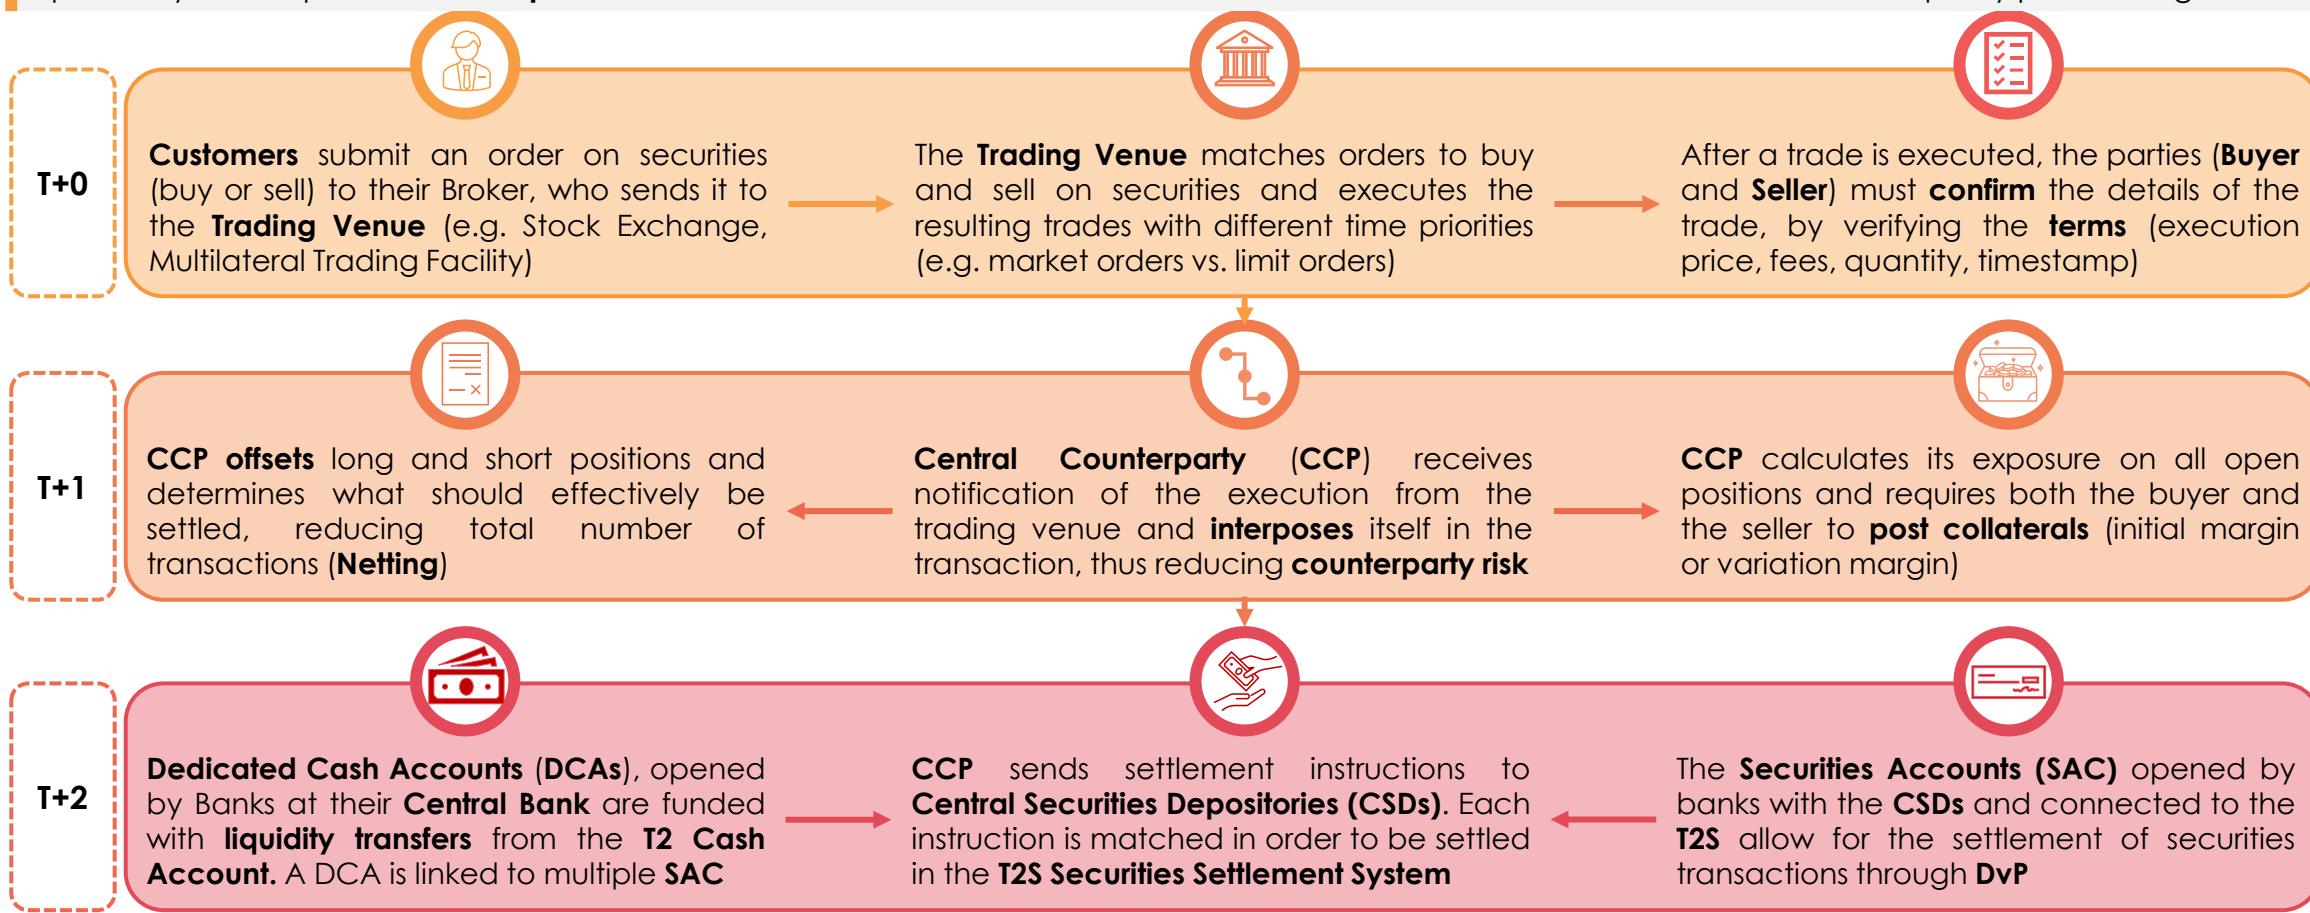 T+0
Customers submit an order on securities
(buy or sell) to their Broker, who sends it to
the Trading Venue (e.g. Stock Exchange,
Multilateral Trading Facility)
The Trading Venue matches orders to buy
and sell on securities and executes the
resulting trades with different time priorities
(e.g. market orders vs. limit orders)
After a trade is executed, the parties (Buyer
and Seller) must confirm the details of the
trade, by verifying the terms (execution
price, fees, quantity, timestamp)
T+1
CCP offsets long and short positions and
determines what should effectively be
settled, reducing total number of
transactions (Netting)
Central Counterparty (CCP) receives
notification of the execution from the
trading venue and interposes itself in the
transaction, thus reducing counterparty risk
CCP calculates its exposure on all open
positions and requires both the buyer and
the seller to post collaterals (initial margin
or variation margin)
T+2
Dedicated Cash Accounts (DCAs), opened
by Banks at their Central Bank are funded
with liquidity transfers from the T2 Cash
Account. A DCA is linked to multiple SAC
CCP sends settlement instructions to
Central Securities Depositories (CSDs). Each
instruction is matched in order to be settled
in the T2S Securities Settlement System
The Securities Accounts (SAC) opened by
banks with the CSDs and connected to the
T2S allow for the settlement of securities
transactions through DvP